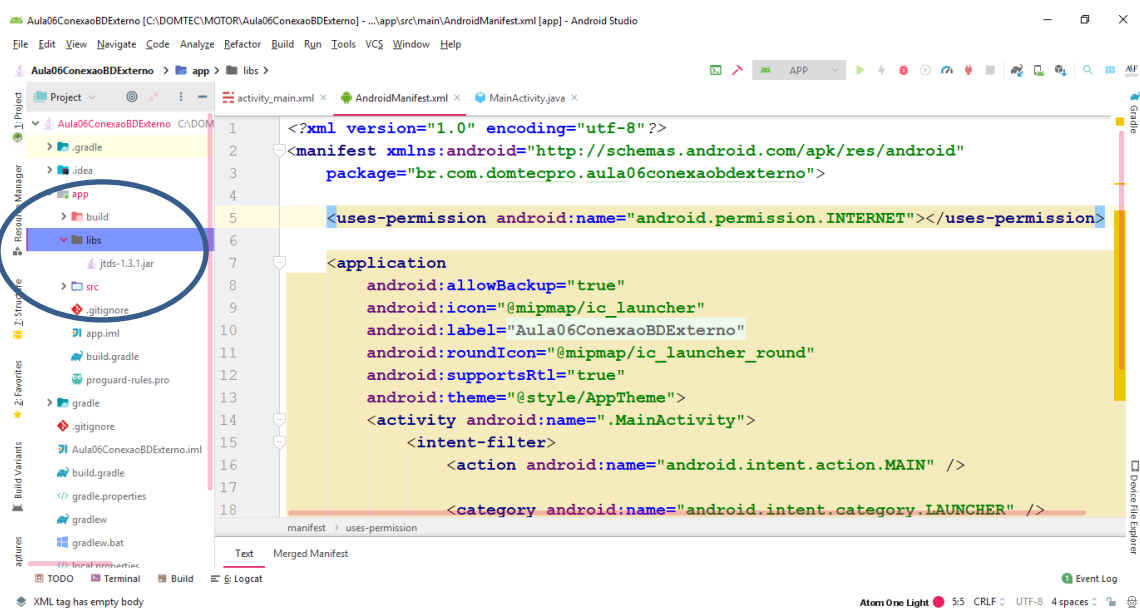 Aula06ConexaoBDExterno [C:\DOMTEC\MOTOR\Aula06ConexaoBDExterno] - ...\app\src\main\AndroidManifest.xml [app] - Android Studio
File Edit View Navigate Code Analyze Refactor Build Run Tools VCS Window Help
Aula06ConexaoBDExterno app libs
APP
Project
activity_main.xml
AndroidManifest.xml
MainActivity.java
1: Project
Resource Manager
7: Structure
2: Favorites
Build Variants
aptures
Aula06ConexaoBDExterno C:\DOM
.gradle
.idea
app
build
libs
jtds-1.3.1.jar
src
.gitignore
app.iml
build.gradle
proguard-rules.pro
gradle
.gitignore
Aula06ConexaoBDExterno.iml
build.gradle
gradle.properties
gradlew
gradlew.bat
local.properties
1 <?xml version="1.0" encoding="utf-8"?>
2 <manifest xmlns:android="http://schemas.android.com/apk/res/android"
3 package="br.com.domtecpro.aula06conexaobdexterno">
4
5 <uses-permission android:name="android.permission.INTERNET"></uses-permission>
6
7 <application
8 android:allowBackup="true"
9 android:icon="@mipmap/ic_launcher"
10 android:label="Aula06ConexaoBDExterno"
11 android:roundIcon="@mipmap/ic_launcher_round"
12 android:supportsRtl="true"
13 android:theme="@style/AppTheme">
14 <activity android:name=".MainActivity">
15 <intent-filter>
16 <action android:name="android.intent.action.MAIN" />
17
18 <category android:name="android.intent.category.LAUNCHER" />
manifest › uses-permission
Text Merged Manifest
Gradle
Device File Explorer
TODO Terminal Build 6: Logcat
1 Event Log
XML tag has empty body
Atom One Light 5:5 CRLF UTF-8 4 spaces